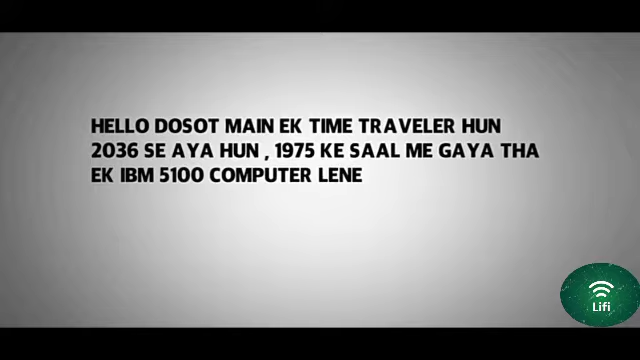 HELLO DOSOT MAIN EK TIME TRAVELER HUN
2036 SE AYA HUN , 1975 KE SAAL ME GAYA THA
EK IBM 5100 COMPUTER LENE
Lifi